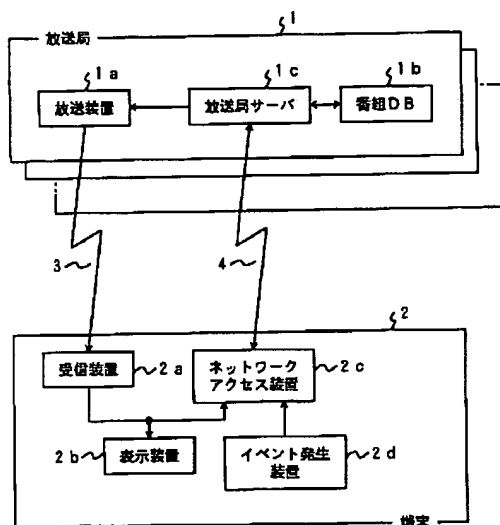 放送局
1
1a
1c
1b
放送装置
放送局サーバ
番組DB
3
4
2
受信装置
2a
ネットワーク
アクセス装置
2c
2b
表示装置
イベント発生
装置
2d
端末